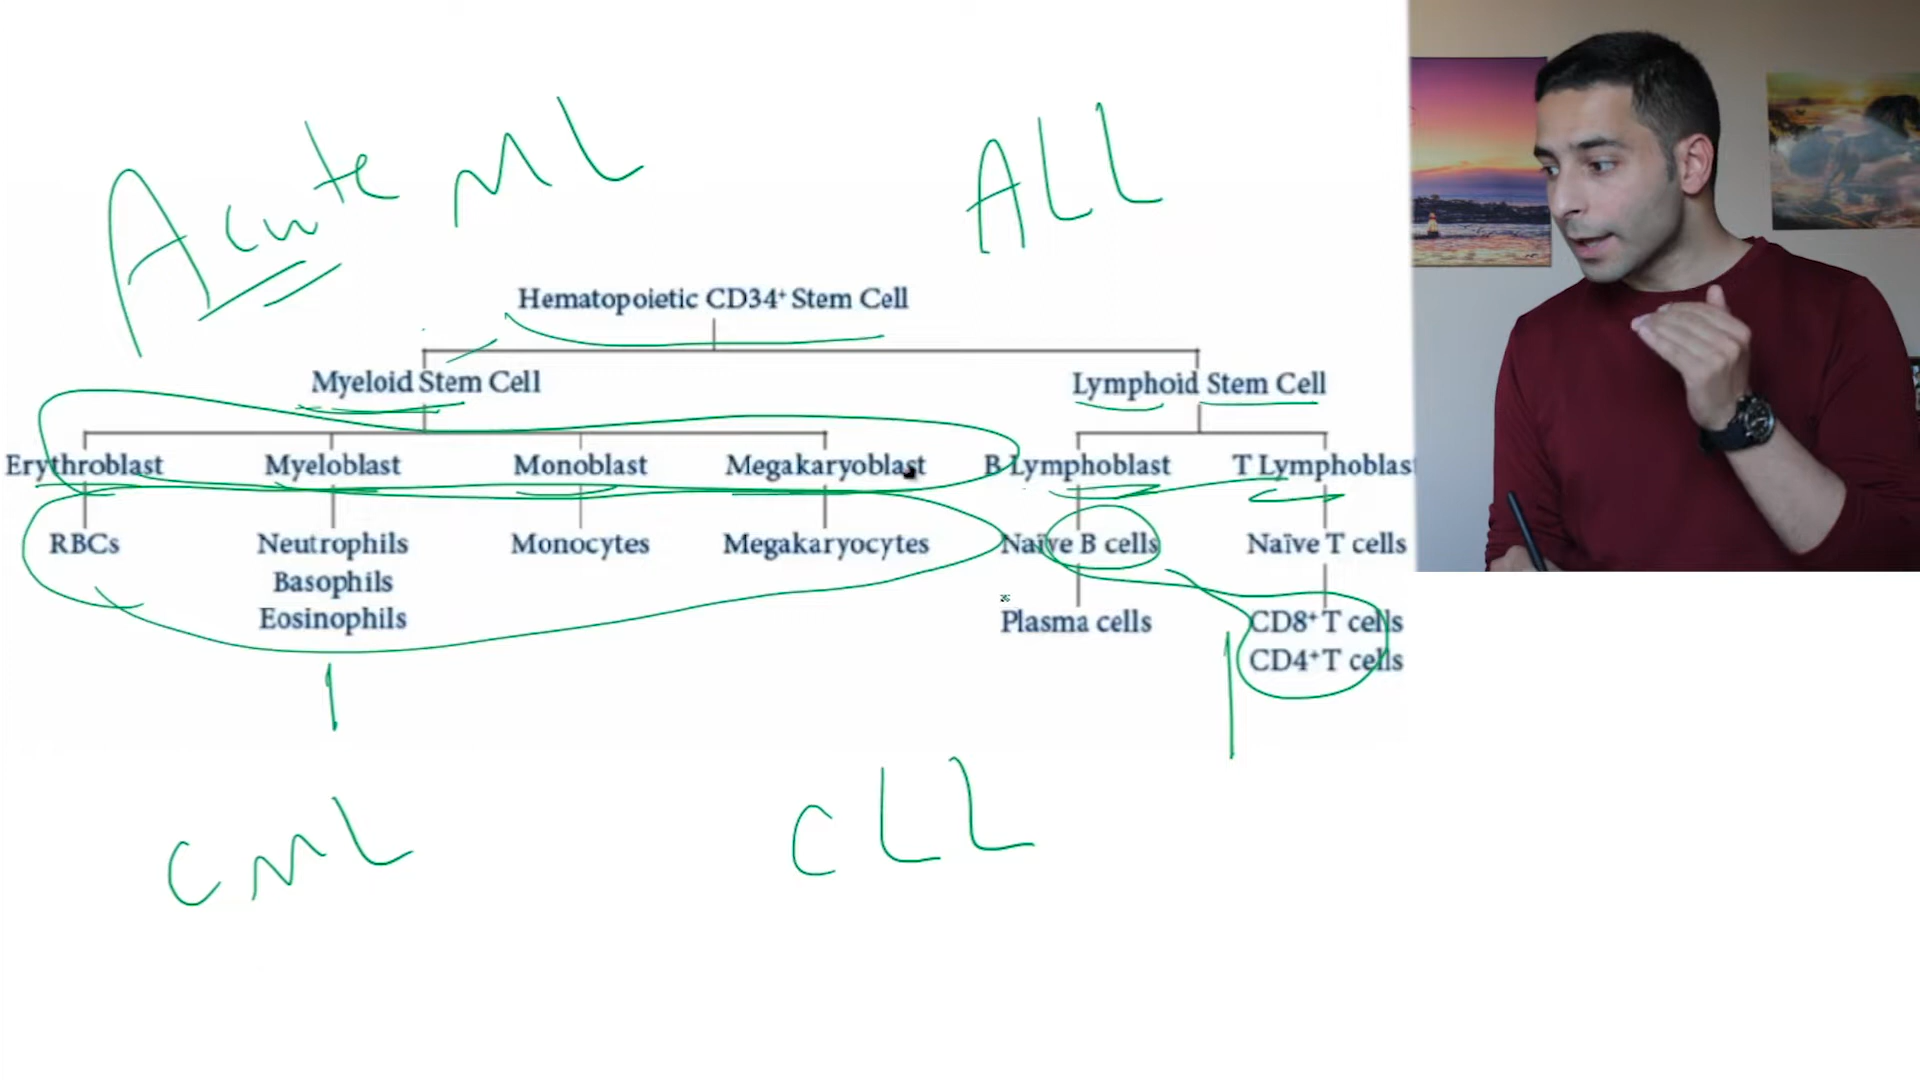 Acute ML
ALL
Hematopoietic CD34⁺ Stem Cell
Myeloid Stem Cell
Lymphoid Stem Cell
Erythroblast
Myeloblast
Monoblast
Megakaryoblast
B Lymphoblast
T Lymphoblast
RBCs
Neutrophils
Basophils
Eosinophils
Monocytes
Megakaryocytes
Naïve B cells
Naïve T cells
Plasma cells
CD8⁺ T cells
CD4⁺T cells
CML
CLL